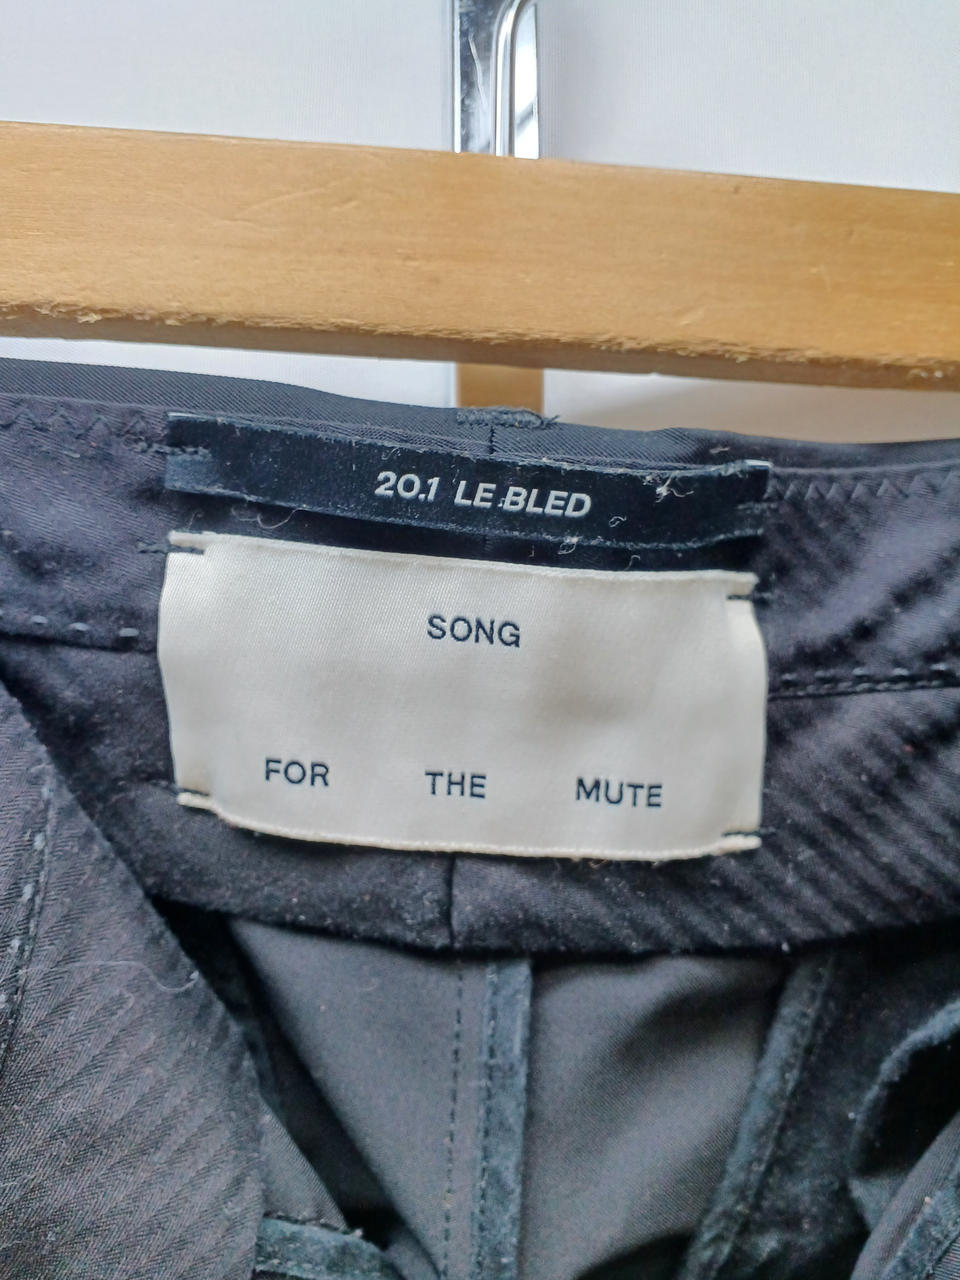 20.1 LE BLED
SONG
FOR THE MUTE